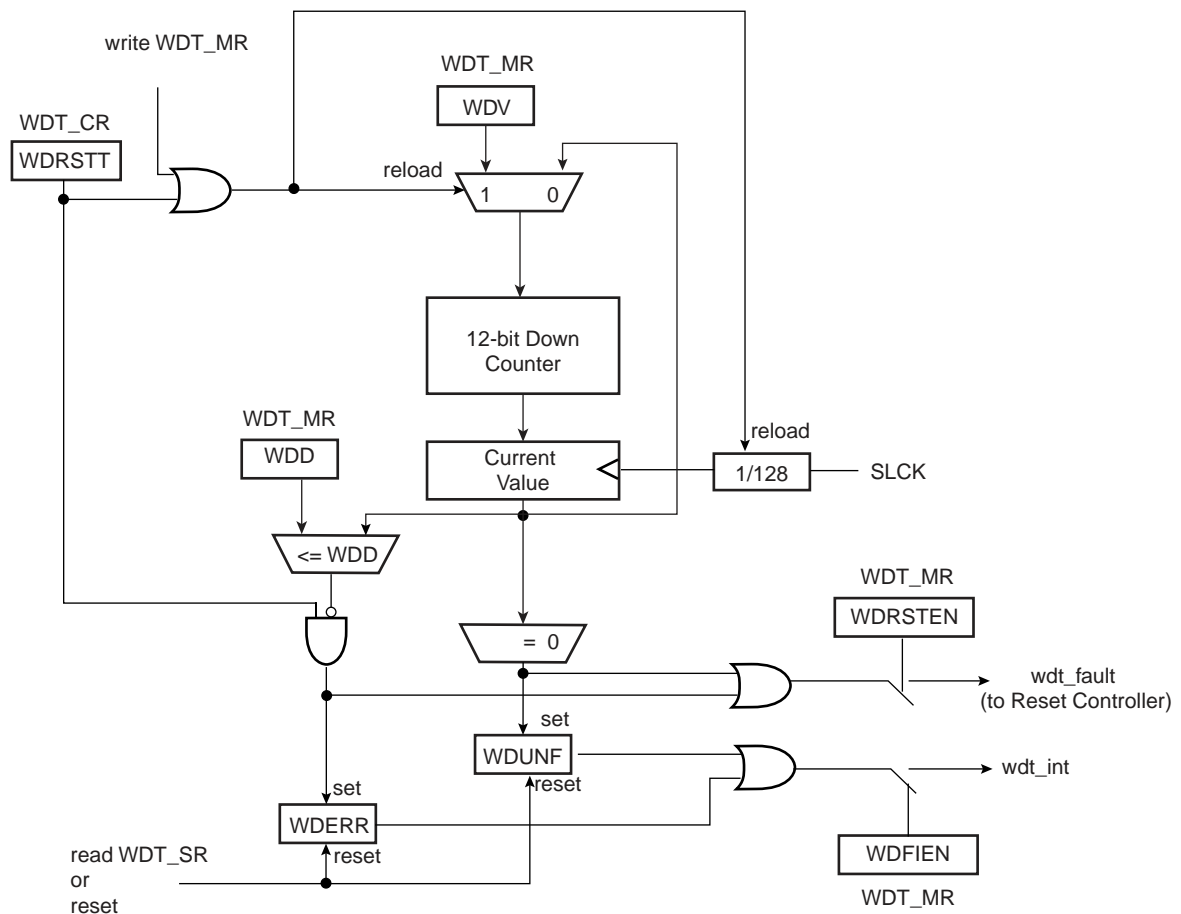 write WDT_MR
WDT_MR
WDV
WDT_CR
WDRSTT
reload
1 0
12-bit Down
Counter
WDT_MR
WDD
reload
Current
Value
1/128
SLCK
<= WDD
WDT_MR
WDRSTEN
= 0
wdt_fault
(to Reset Controller)
set
WDUNF
reset
wdt_int
set
WDERR
reset
WDFIEN
WDT_MR
read WDT_SR
or
reset